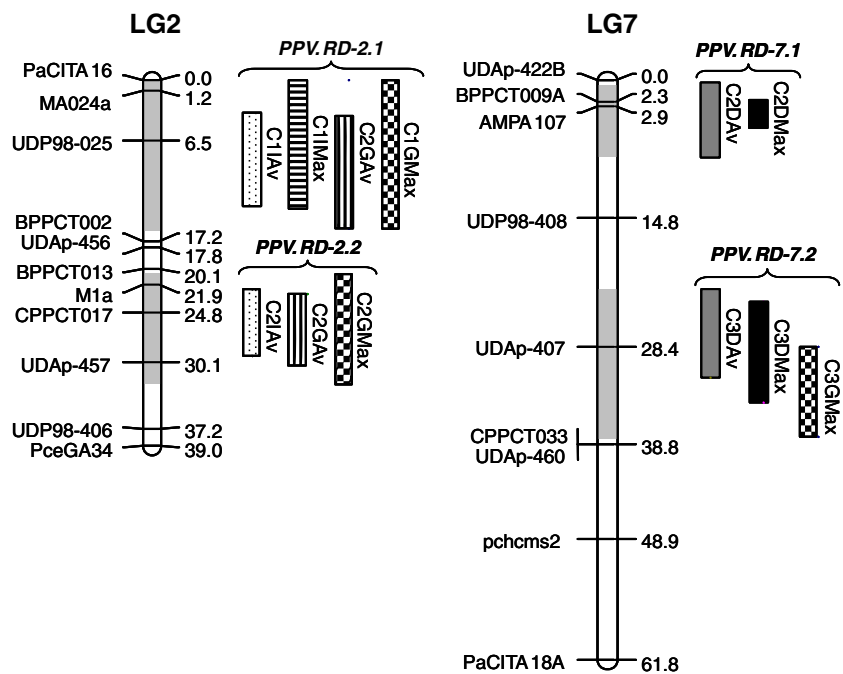 LG2
PPV.RD-2.1
PaCITA16
0.0
MA024a
1.2
UDP98-025
6.5
BPPCT002
17.2
UDAp-456
17.8
BPPCT013
20.1
M1a
21.9
CPPCT017
24.8
UDAp-457
30.1
UDP98-406
37.2
PceGA34
39.0
C1IAv
C1IMax
C2GAv
C1GMax
PPV.RD-2.2
C2IAv
C2GAv
C2GMax
LG7
PPV.RD-7.1
UDAp-422B
0.0
BPPCT009A
2.3
AMPA107
2.9
UDP98-408
14.8
UDAp-407
28.4
CPPCT033
UDAp-460
38.8
pchcms2
48.9
PaCITA18A
61.8
C2DAv
C2DMax
PPV.RD-7.2
C3DAv
C3DMax
C3GMax